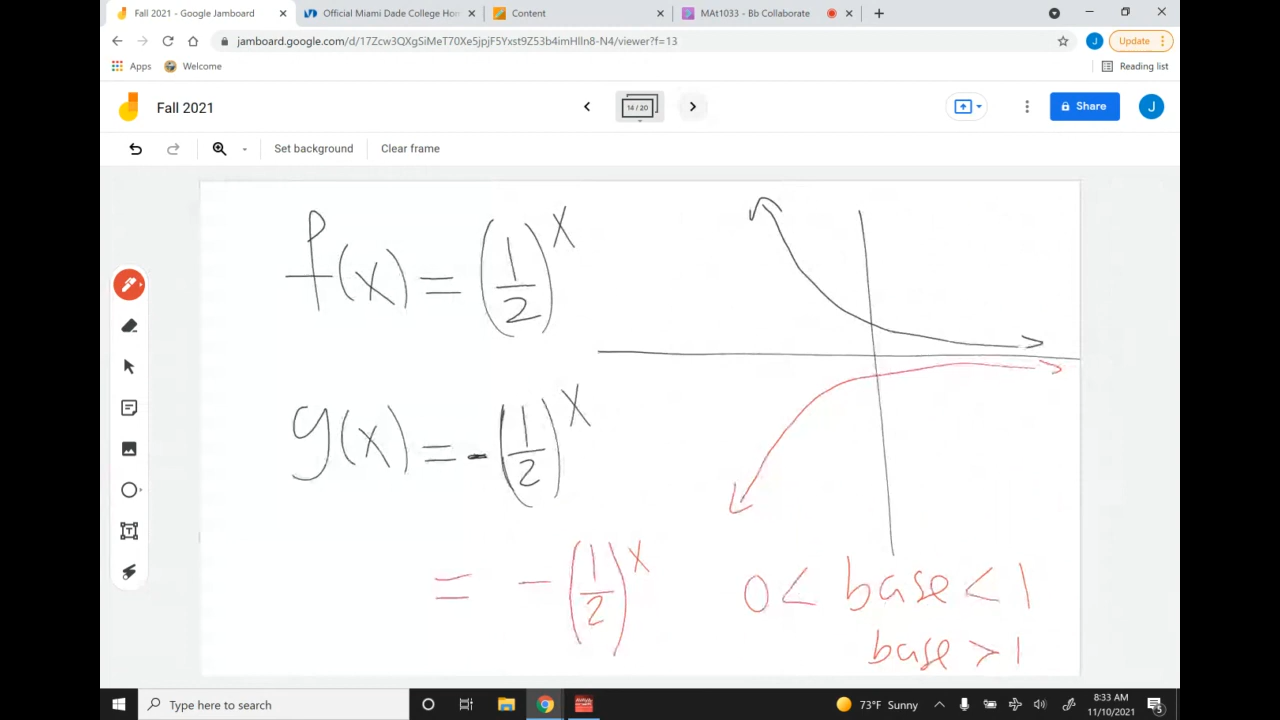 Fall 2021 - Google Jamboard
Official Miami Dade College Hom
Content
MAt1033 - Bb Collaborate
jamboard.google.com/d/17Zcw3QXgSiMeT70Xe5jpjF5Yxst9Z53b4imHlln8-N4/viewer?f=13
J
Update
Apps
Welcome
Reading list
Fall 2021
14 / 20
Share
J
Set background
Clear frame
f(x) = (1/2)^x
g(x) = -(1/2)^x
= -(1/2)^x
0 < base < 1
base > 1
Type here to search
73°F Sunny
8:33 AM
11/10/2021
5